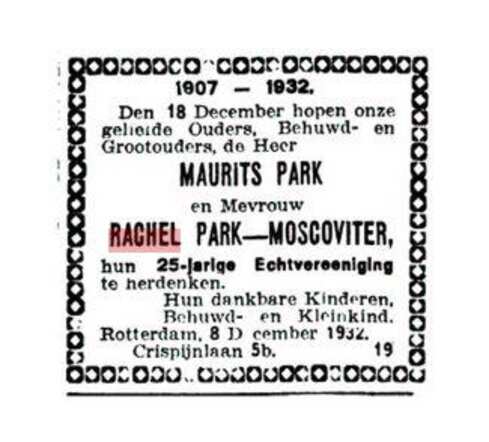 1907 — 1932.
Den 18 December hopen onze
geliefde Ouders, Behuwd- en
Grootouders, de Heer
MAURITS PARK
en Mevrouw
RACHEL PARK—MOSCOVITER,
hun 25-jarige Echtvereeniging
te herdenken.
Hun dankbare Kinderen,
Behuwd- en Kleinkind.
Rotterdam, 8 D cember 1932.
Crispijnlaan 5b. 19